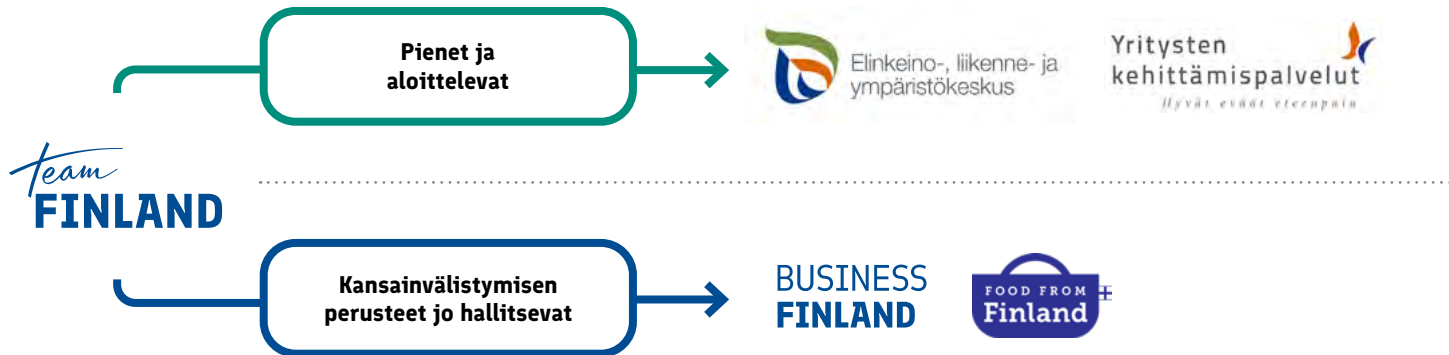 Pienet ja
aloittelevat
Elinkeino-, liikenne- ja
ympäristökeskus
Yritysten
kehittämispalvelut
Hyvät eväät eteenpäin
team
FINLAND
Kansainvälistymisen
perusteet jo hallitsevat
BUSINESS
FINLAND
FOOD FROM
Finland